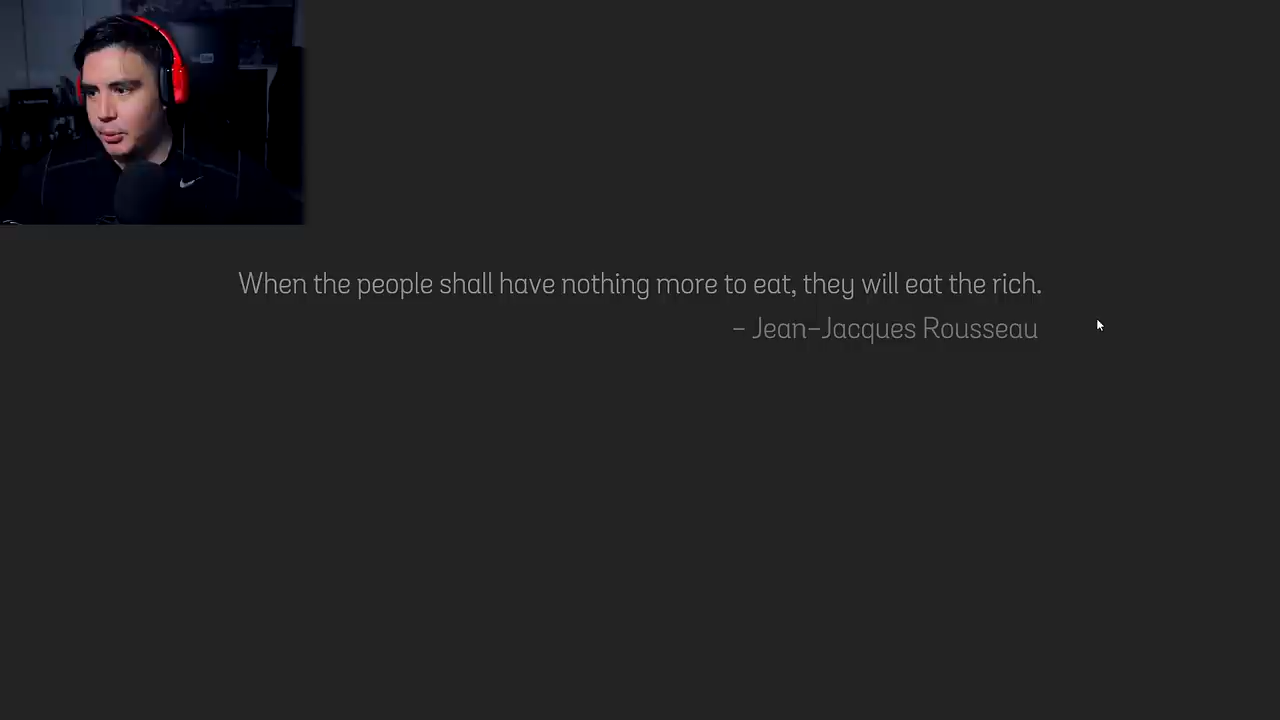 When the people shall have nothing more to eat, they will eat the rich.
- Jean-Jacques Rousseau